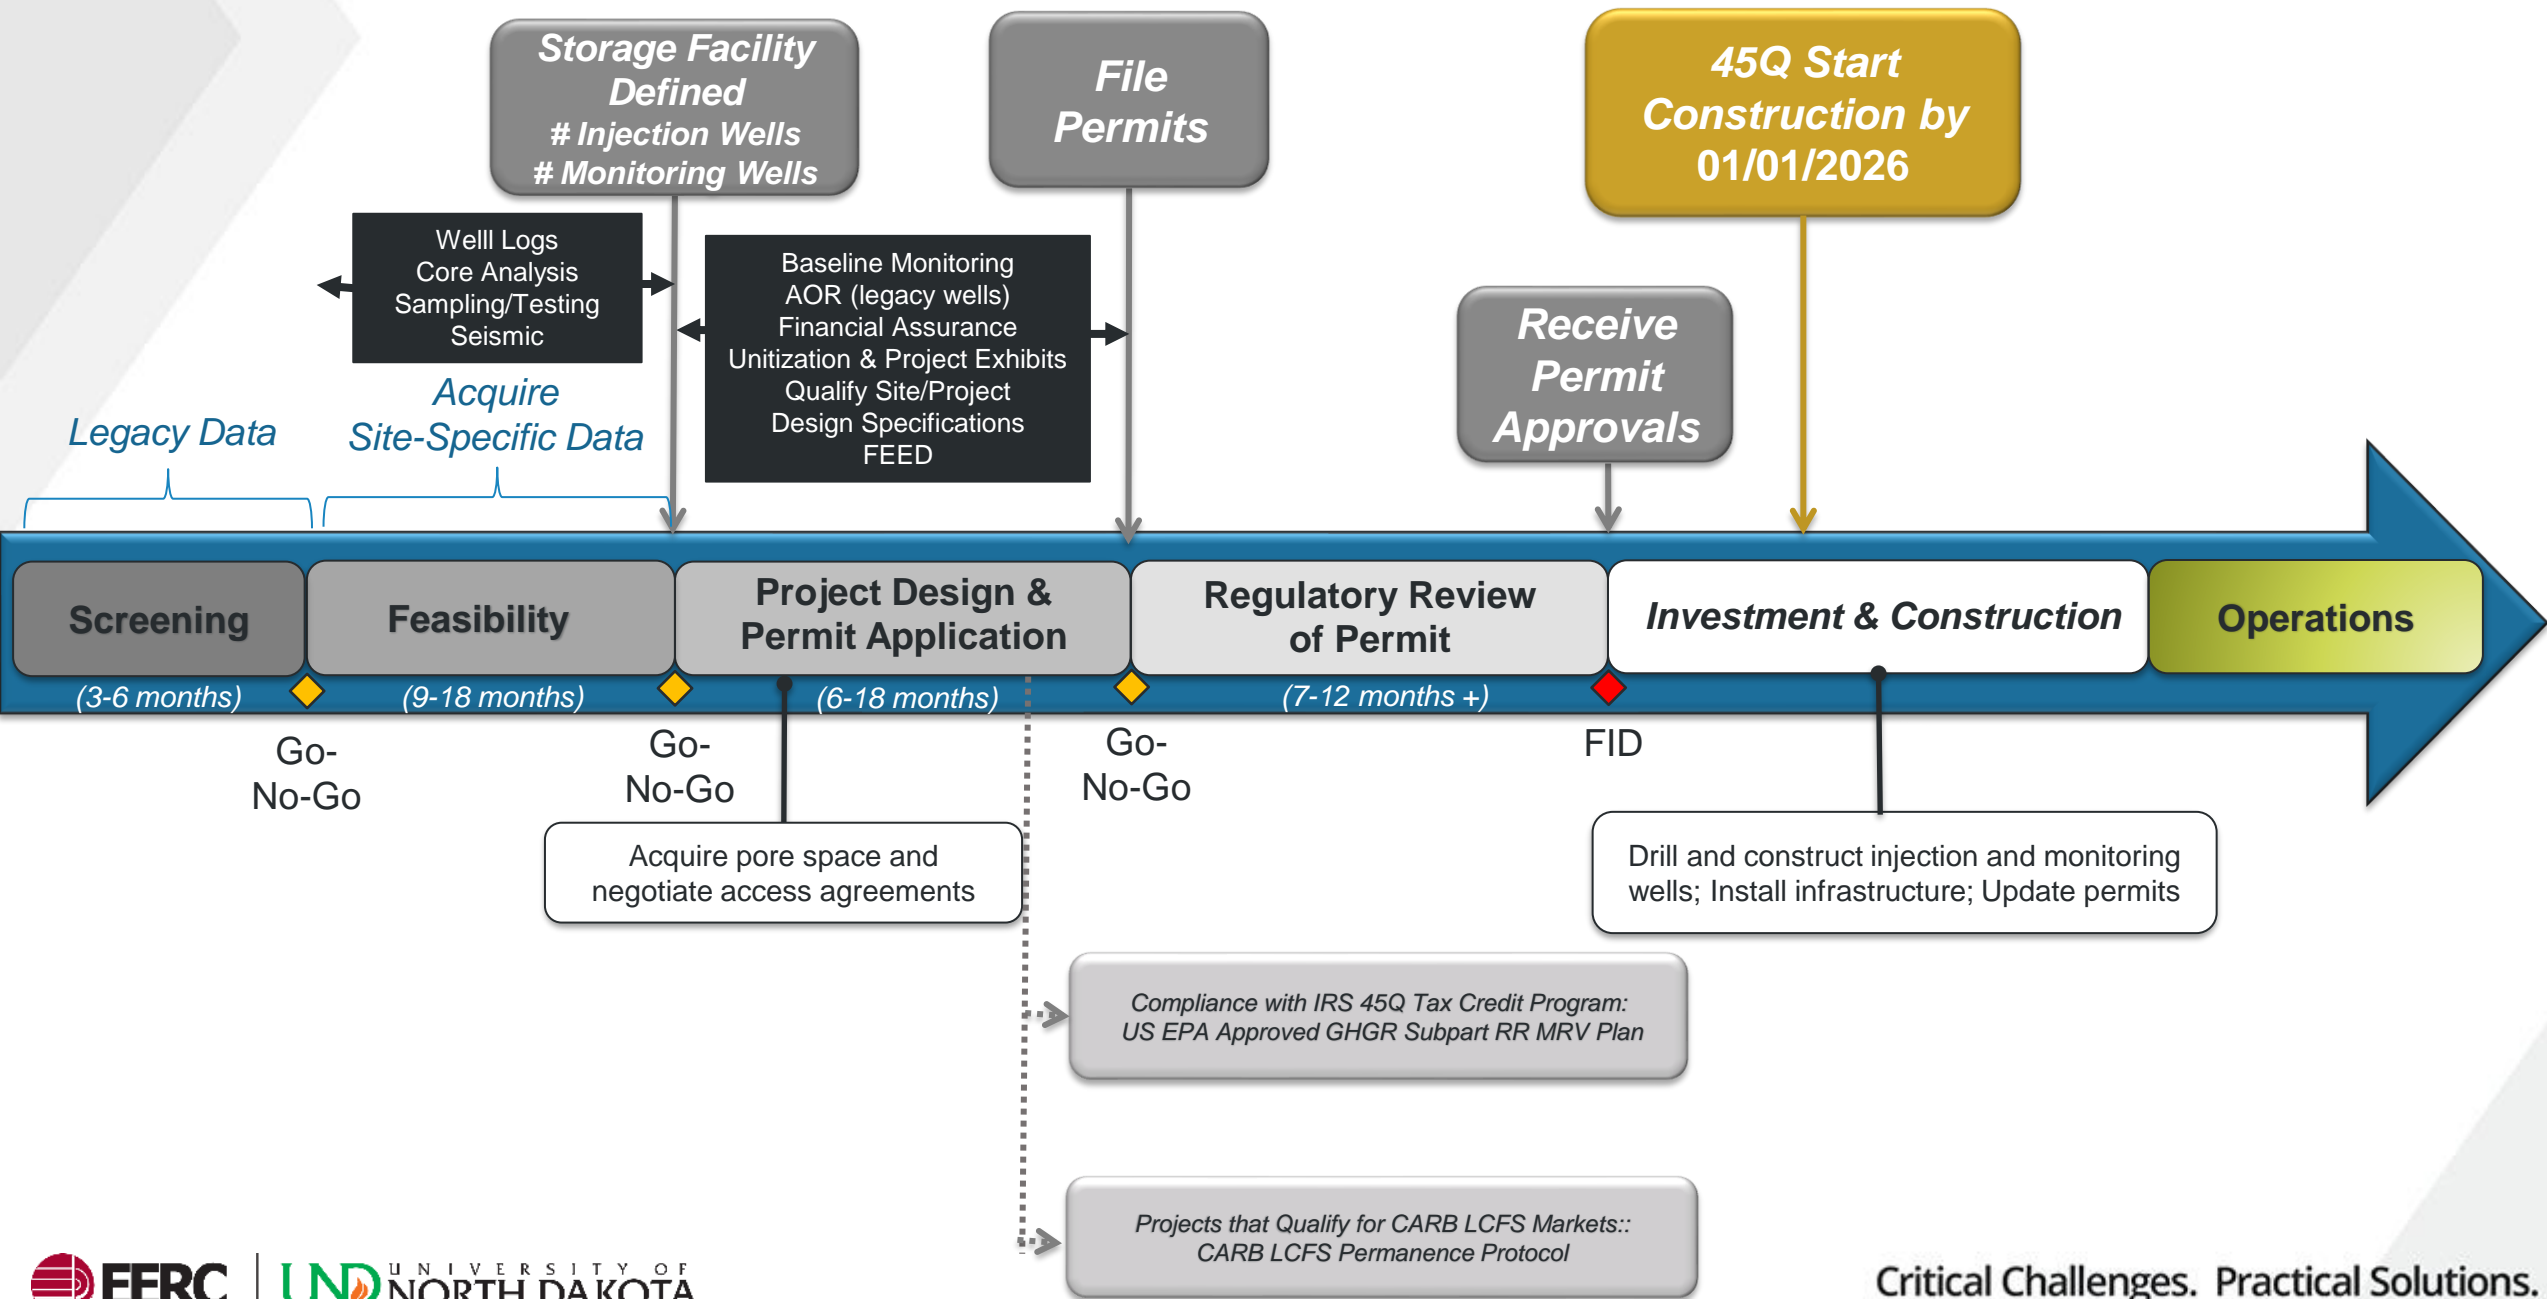 Storage Facility
Defined
# Injection Wells
# Monitoring Wells
File
Permits
45Q Start
Construction by
01/01/2026
Welll Logs
Core Analysis
Sampling/Testing
Seismic
Baseline Monitoring
AOR (legacy wells)
Financial Assurance
Unitization & Project Exhibits
Qualify Site/Project
Design Specifications
FEED
Receive
Permit
Approvals
Legacy Data
Acquire
Site-Specific Data
Screening
Feasibility
Project Design &
Permit Application
Regulatory Review
of Permit
Investment & Construction
Operations
(3-6 months)
(9-18 months)
(6-18 months)
(7-12 months +)
Go-
No-Go
Go-
No-Go
Go-
No-Go
FID
Acquire pore space and
negotiate access agreements
Drill and construct injection and monitoring
wells; Install infrastructure; Update permits
Compliance with IRS 45Q Tax Credit Program:
US EPA Approved GHGR Subpart RR MRV Plan
Projects that Qualify for CARB LCFS Markets::
CARB LCFS Permanence Protocol
EERC
UND
UNIVERSITY OF
NORTH DAKOTA
Critical Challenges. Practical Solutions.